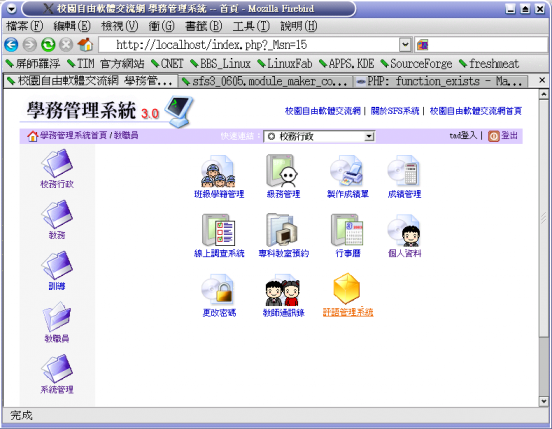 校園自由軟體交流網 學務管理系統 -- 首頁 - Mozilla Firebird
檔案(F) 編輯(E) 檢視(V) 衝(G) 書籤(B) 工具(T) 說明(H)
http://localhost/index.php?_Msn=15
屏師羅浮 TIM 官方網站 CNET BBS_Linux LinuxFab APPS.KDE SourceForge freshmeat
校園自由軟體交流網 學務管... sfs3_0605.module_maker_co... PHP: function_exists - Ma...
學務管理系統 3.0
校園自由軟體交流網 | 關於SFS系統 | 校園自由軟體交流網首頁
學務管理系統首頁 / 教職員 快速連結： 校務行政 tad登入 | 登出
校務行政
教務
訓導
教職員
系統管理
班級學籍管理 級務管理 製作成績單 成績管理
線上調查系統 專科教室預約 行事曆 個人資料
更改密碼 教師通訊錄 評語管理系統
完成